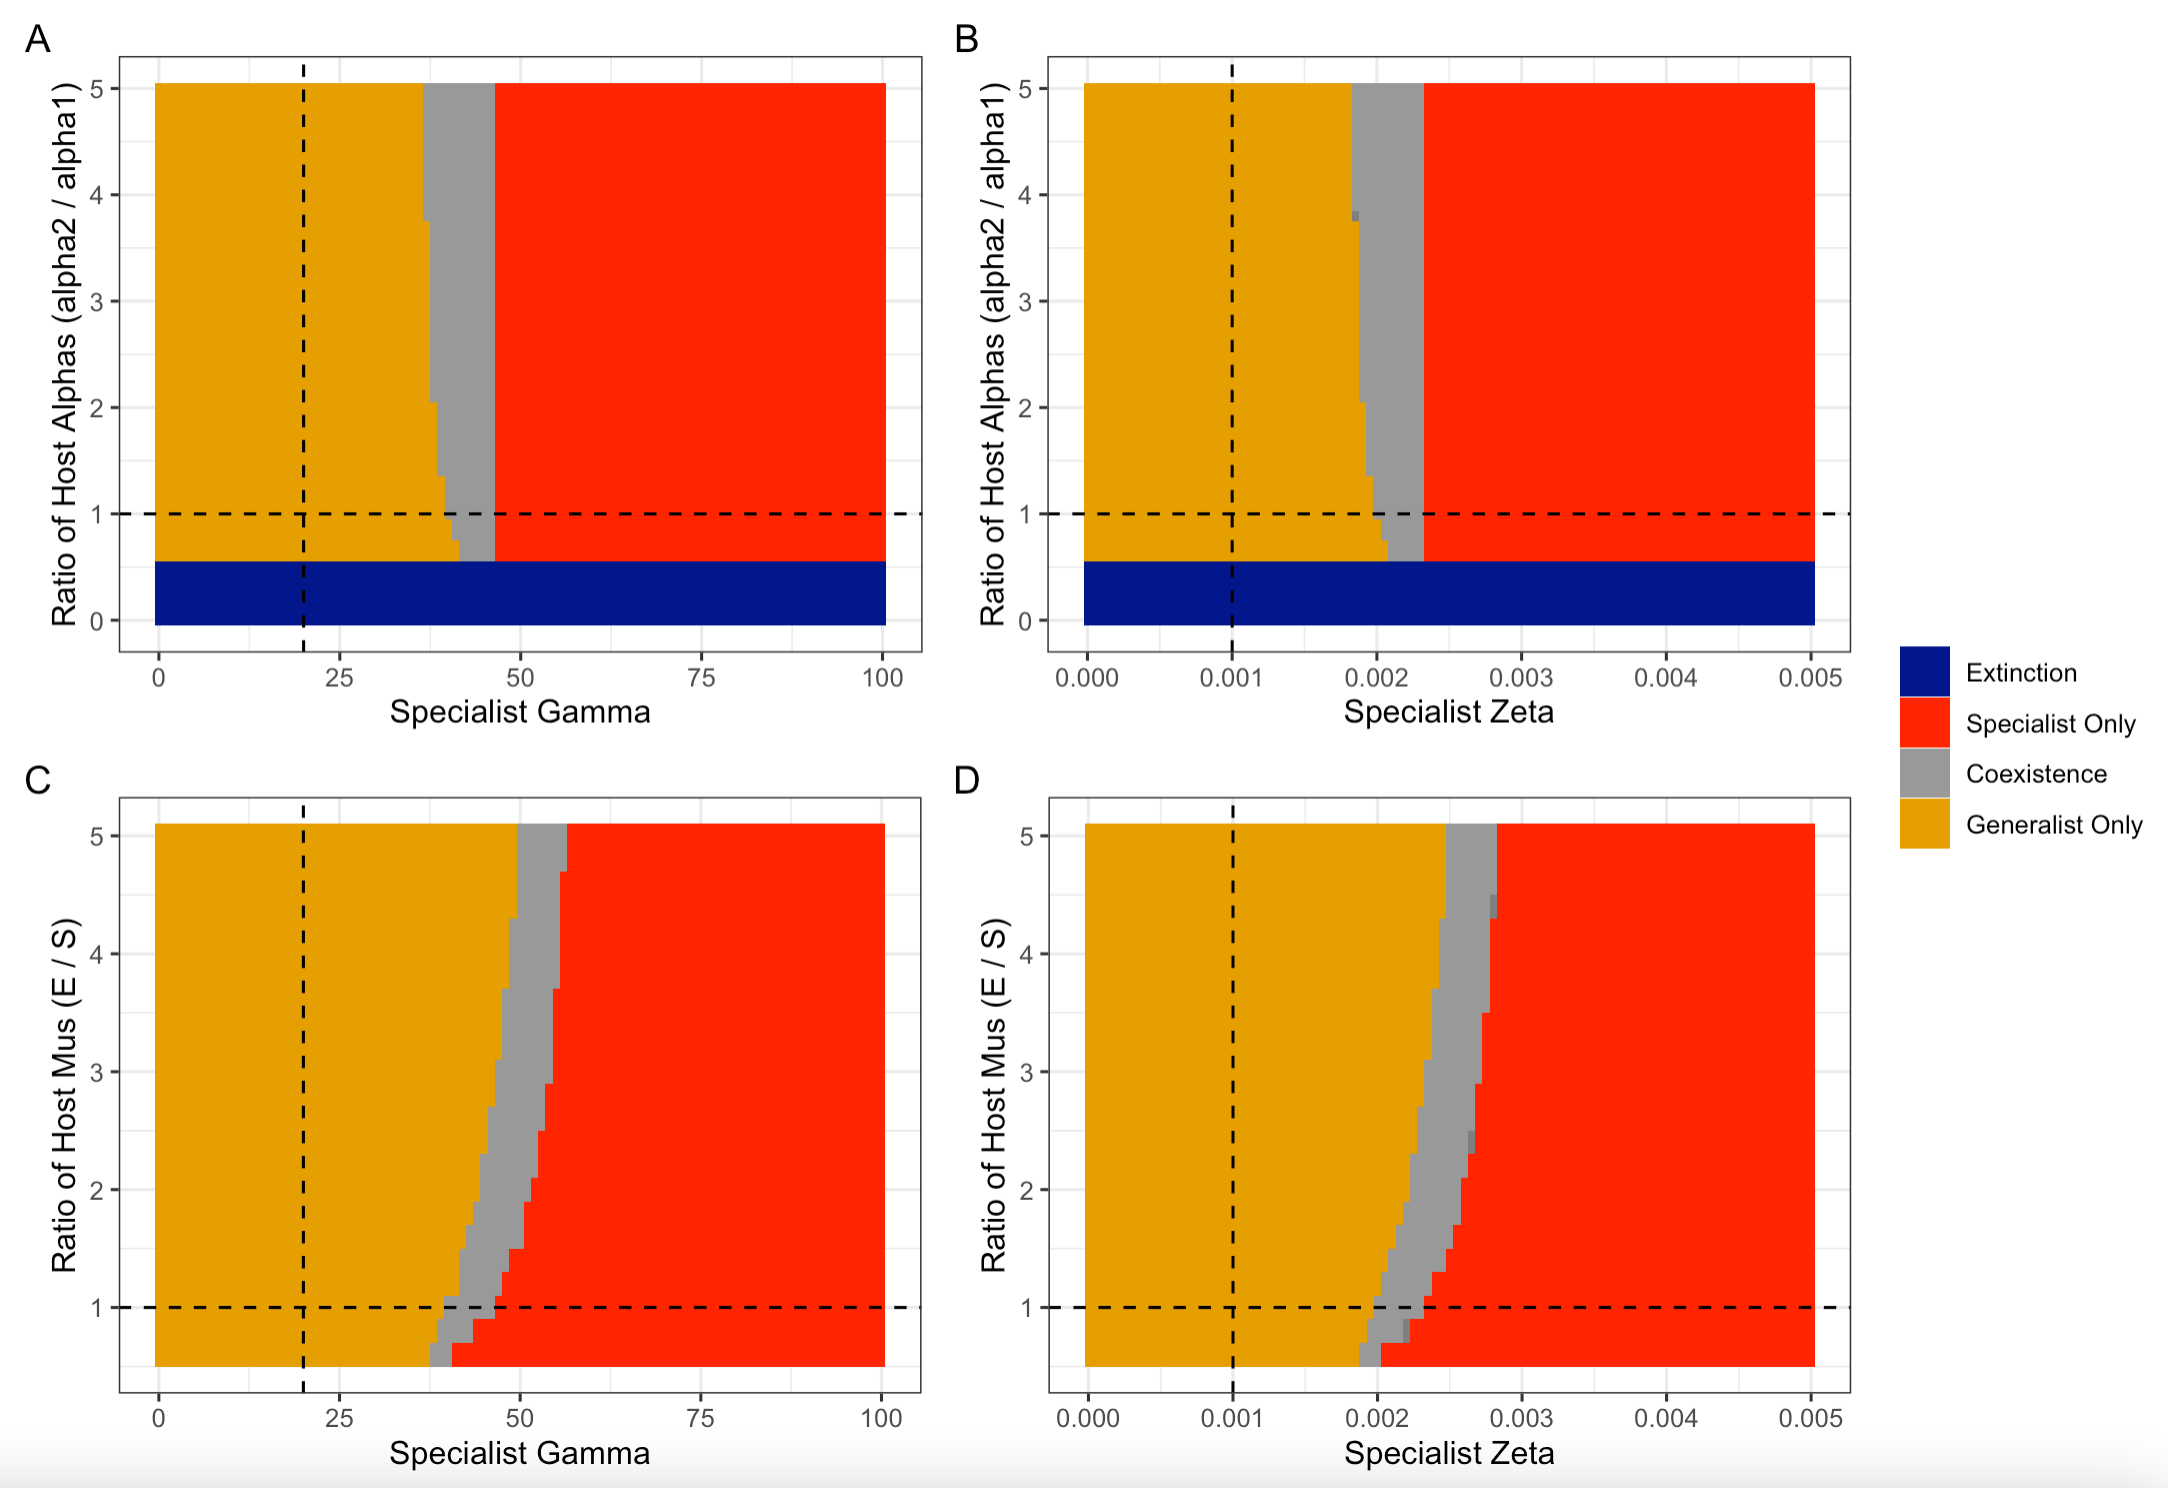 A
Ratio of Host Alphas (alpha2 / alpha1)
5
4
3
2
1
0
0 25 50 75 100
Specialist Gamma
B
Ratio of Host Alphas (alpha2 / alpha1)
5
4
3
2
1
0
0.000 0.001 0.002 0.003 0.004 0.005
Specialist Zeta
C
Ratio of Host Mus (E / S)
5
4
3
2
1
0 25 50 75 100
Specialist Gamma
D
Ratio of Host Mus (E / S)
5
4
3
2
1
0.000 0.001 0.002 0.003 0.004 0.005
Specialist Zeta
Extinction
Specialist Only
Coexistence
Generalist Only